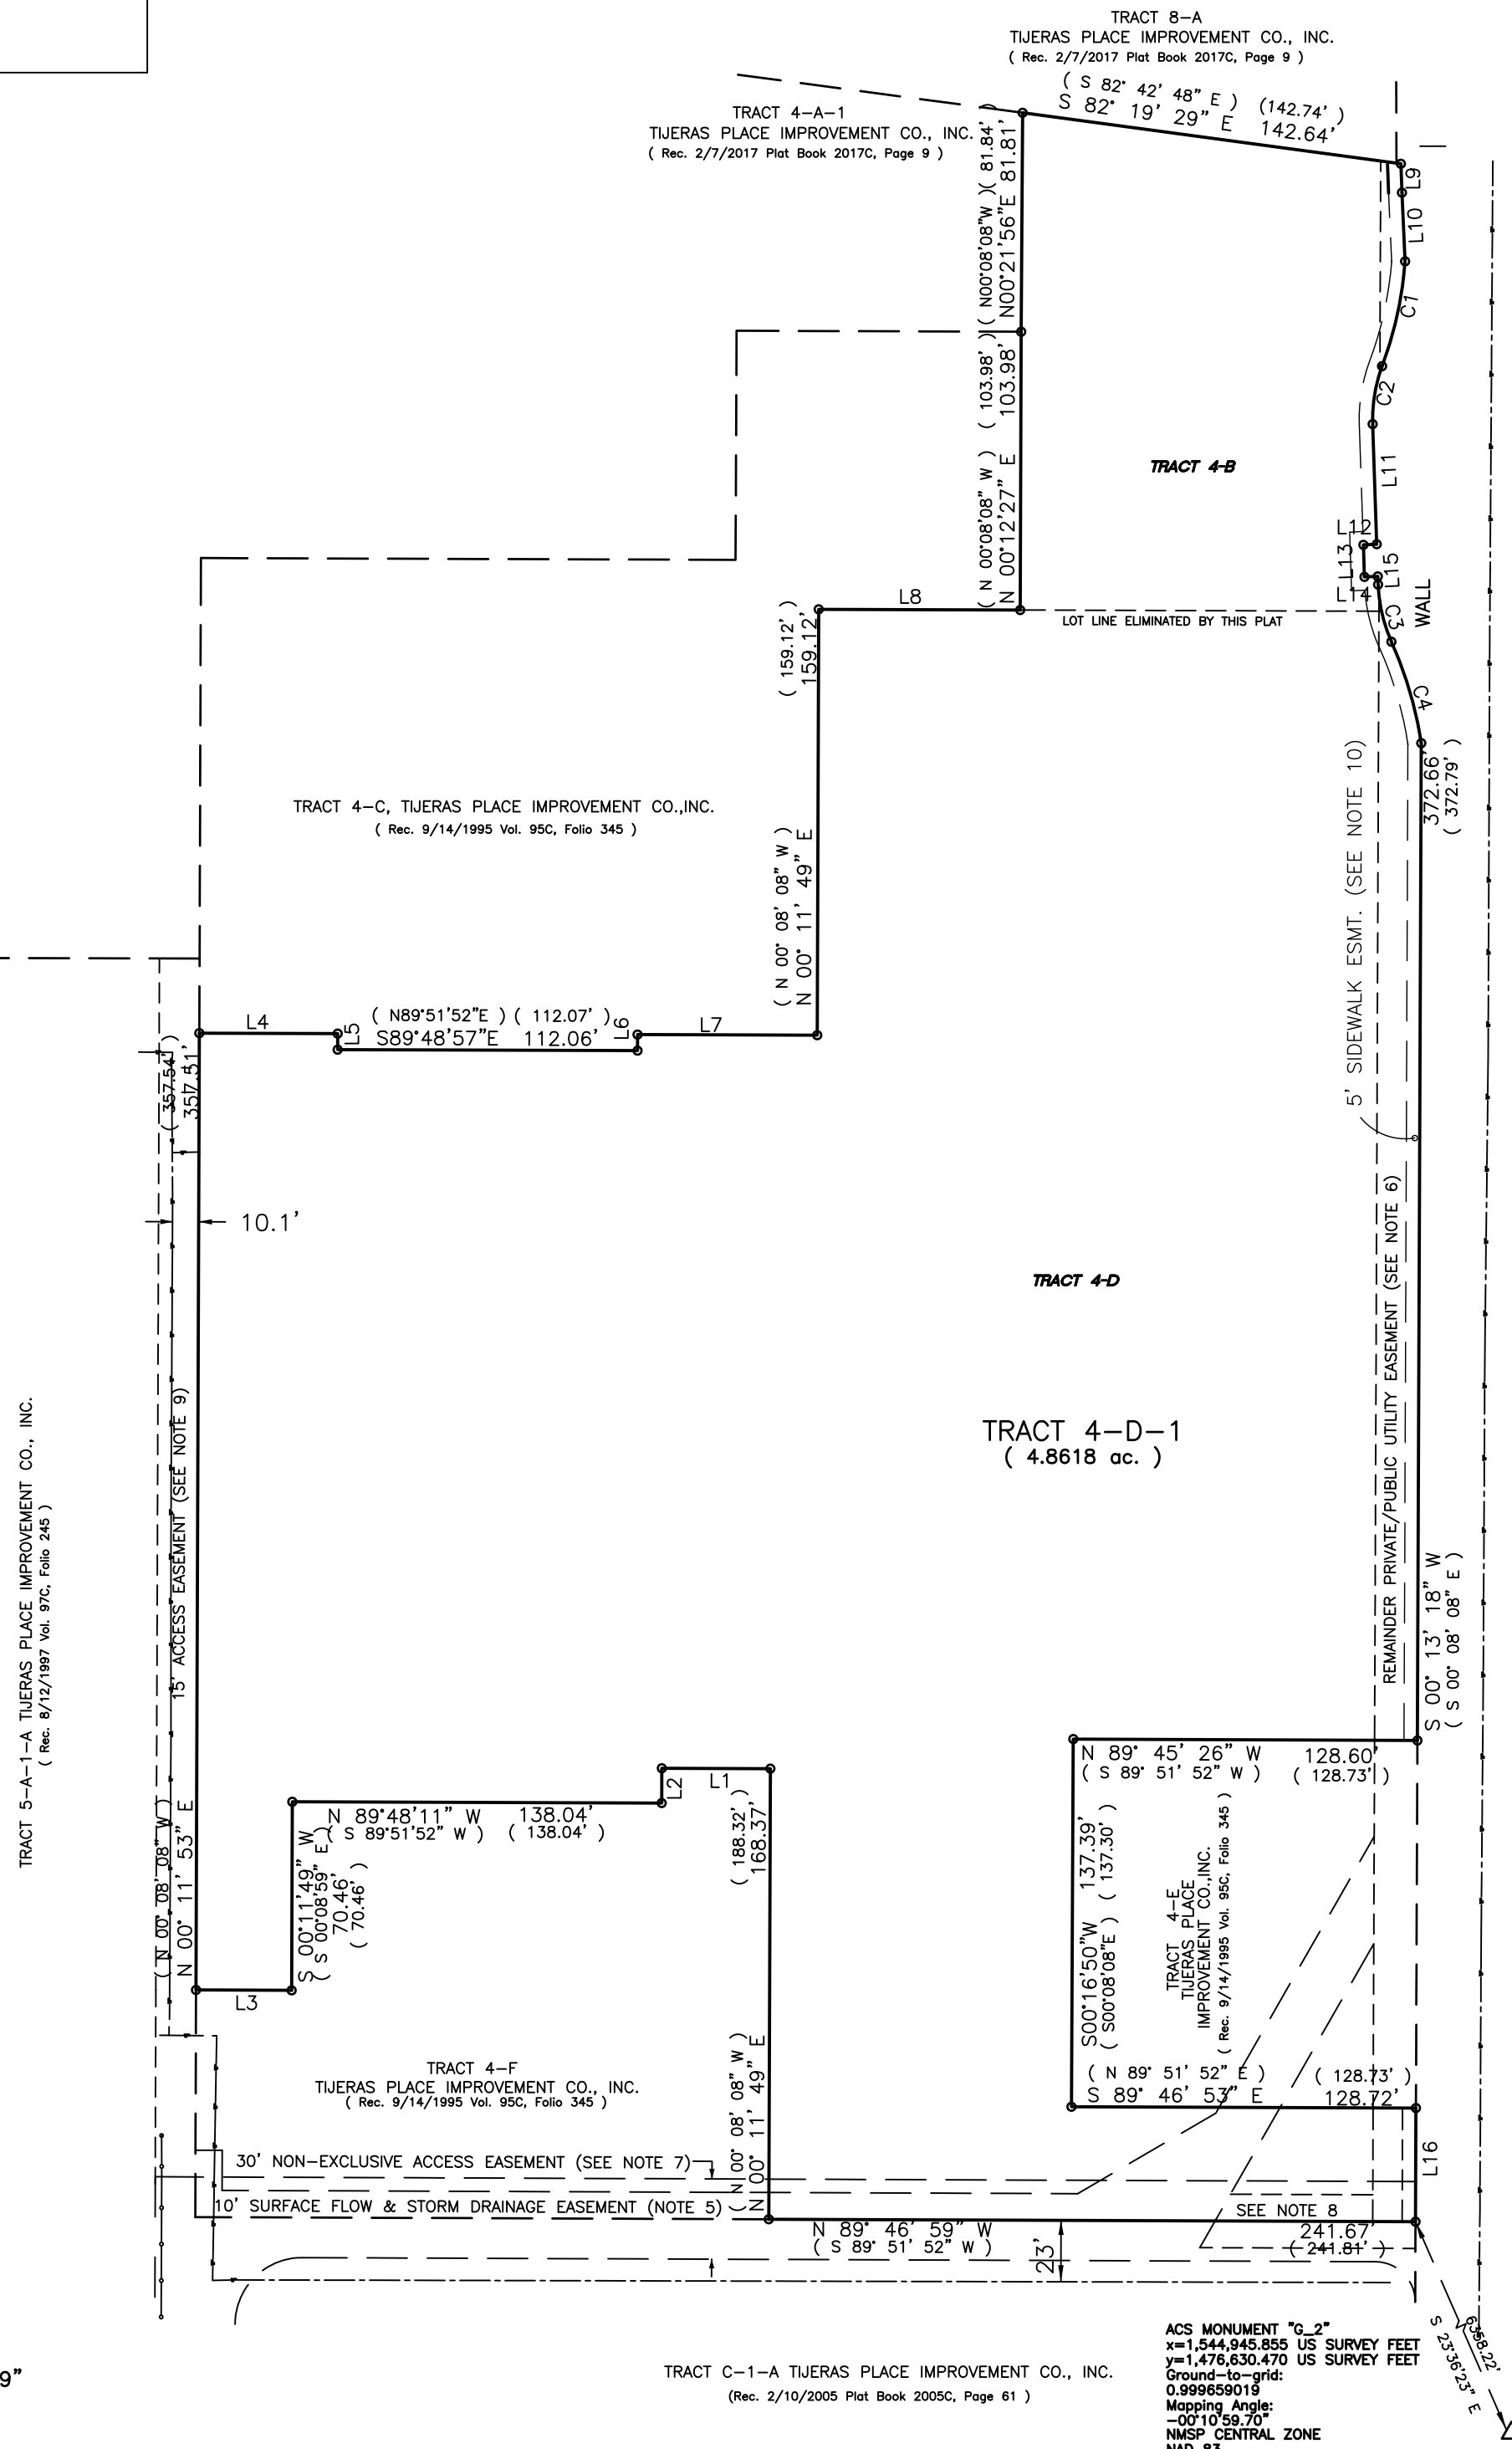 TRACT 8-A
TIJERAS PLACE IMPROVEMENT CO., INC.
( Rec. 2/7/2017 Plat Book 2017C, Page 9 )
( S 82° 42' 48" E ) (142.74' )
S 82° 19' 29" E 142.64'
TRACT 4-A-1
TIJERAS PLACE IMPROVEMENT CO., INC.
( Rec. 2/7/2017 Plat Book 2017C, Page 9 )
( N00°08'08"W )( 81.84' )
N00°21'56"E 81.81'
L9
L10
C1
C2
L11
( N 00°08'08" W ) ( 103.98' )
N 00°12'27" E 103.98'
TRACT 4-B
L12
L13
L14
L15
C3
WALL
C4
L8
LOT LINE ELIMINATED BY THIS PLAT
( 159.12' )
159.12'
( N 00° 08' 08" W )
N 00° 11' 49" E
372.66'
( 372.79' )
5' SIDEWALK ESMT. (SEE NOTE 10)
TRACT 4-C, TIJERAS PLACE IMPROVEMENT CO.,INC.
( Rec. 9/14/1995 Vol. 95C, Folio 345 )
L4
L5
( N89°51'52"E ) ( 112.07' )
S89°48'57"E 112.06'
L6
L7
( 357.54' )
357.51'
10.1'
TRACT 4-D
TRACT 4-D-1
( 4.8618 ac. )
15' ACCESS EASEMENT (SEE NOTE 9)
REMAINDER PRIVATE/PUBLIC UTILITY EASEMENT (SEE NOTE 6)
TRACT 5-A-1-A TIJERAS PLACE IMPROVEMENT CO., INC.
( Rec. 8/12/1997 Vol. 97C, Folio 245 )
S 00° 13' 18" W
( S 00° 08' 08" E )
N 89° 45' 26" W 128.60'
( S 89° 51' 52" W ) ( 128.73' )
L1
L2
N 89°48'11" W 138.04'
( S 89°51'52" W ) ( 138.04' )
( 188.32' )
168.37'
( N 00° 08' 08" W )
N 00° 11' 53" E
S 00°11'49" W
( S 00°08'59" E )
70.46'
( 70.46' )
L3
S00°16'50"W 137.39'
( S00°08'08"E ) ( 137.30' )
TRACT 4-E
TIJERAS PLACE
IMPROVEMENT CO.,INC.
( Rec. 9/14/1995 Vol. 95C, Folio 345 )
( N 00° 08' 08" W )
N 00° 11' 49" E
TRACT 4-F
TIJERAS PLACE IMPROVEMENT CO., INC.
( Rec. 9/14/1995 Vol. 95C, Folio 345 )
( N 89° 51' 52" E ) ( 128.73' )
S 89° 46' 53" E 128.72'
L16
30' NON-EXCLUSIVE ACCESS EASEMENT (SEE NOTE 7)
10' SURFACE FLOW & STORM DRAINAGE EASEMENT (NOTE 5)
SEE NOTE 8
N 89° 46' 59" W 241.67'
( S 89° 51' 52" W ) ( 241.81' )
23'
6358.22'
S 23°36'23" E
ACS MONUMENT "G_2"
x=1,544,945.855 US SURVEY FEET
y=1,476,630.470 US SURVEY FEET
Ground-to-grid:
0.999659019
Mapping Angle:
-00°10'59.70"
NMSP CENTRAL ZONE
NAD 83
TRACT C-1-A TIJERAS PLACE IMPROVEMENT CO., INC.
(Rec. 2/10/2005 Plat Book 2005C, Page 61 )
9"